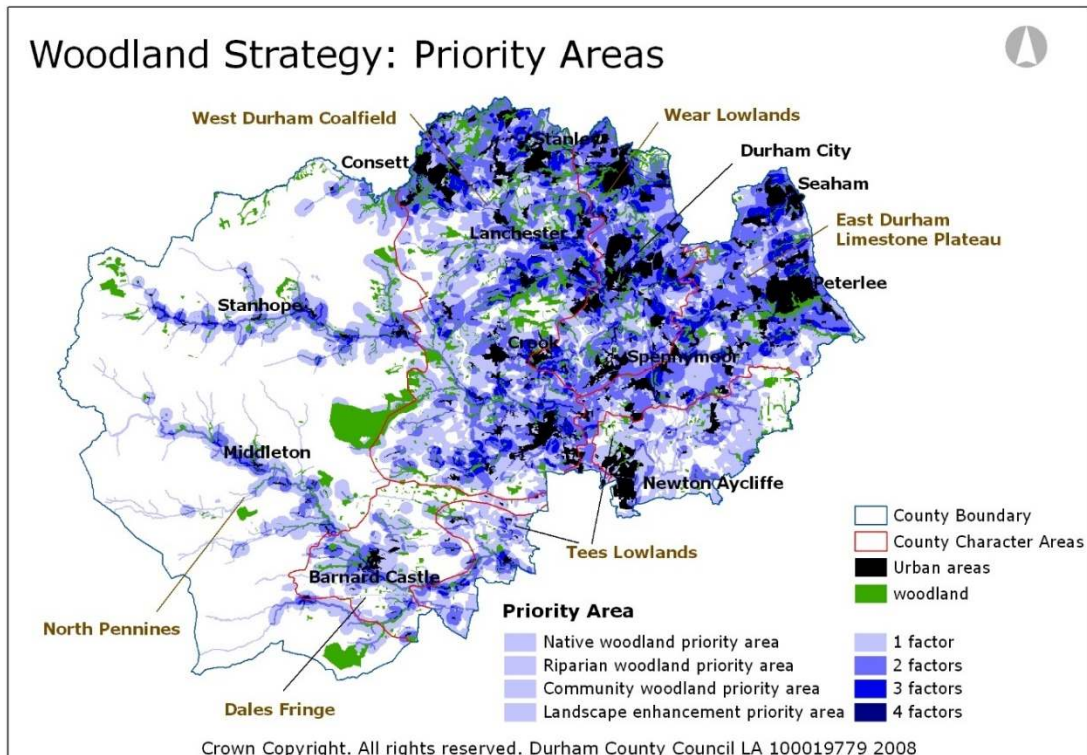 Woodland Strategy: Priority Areas
West Durham Coalfield
Wear Lowlands
Stanley
Consett
Durham City
Seaham
Lanchester
East Durham
Limestone Plateau
Peterlee
Stanhope
Crook
Spennymoor
Middleton
Newton Aycliffe
Tees Lowlands
Barnard Castle
North Pennines
Dales Fringe
County Boundary
County Character Areas
Urban areas
woodland
Priority Area
Native woodland priority area
Riparian woodland priority area
Community woodland priority area
Landscape enhancement priority area
1 factor
2 factors
3 factors
4 factors
Crown Copyright. All rights reserved. Durham County Council LA 100019779 2008